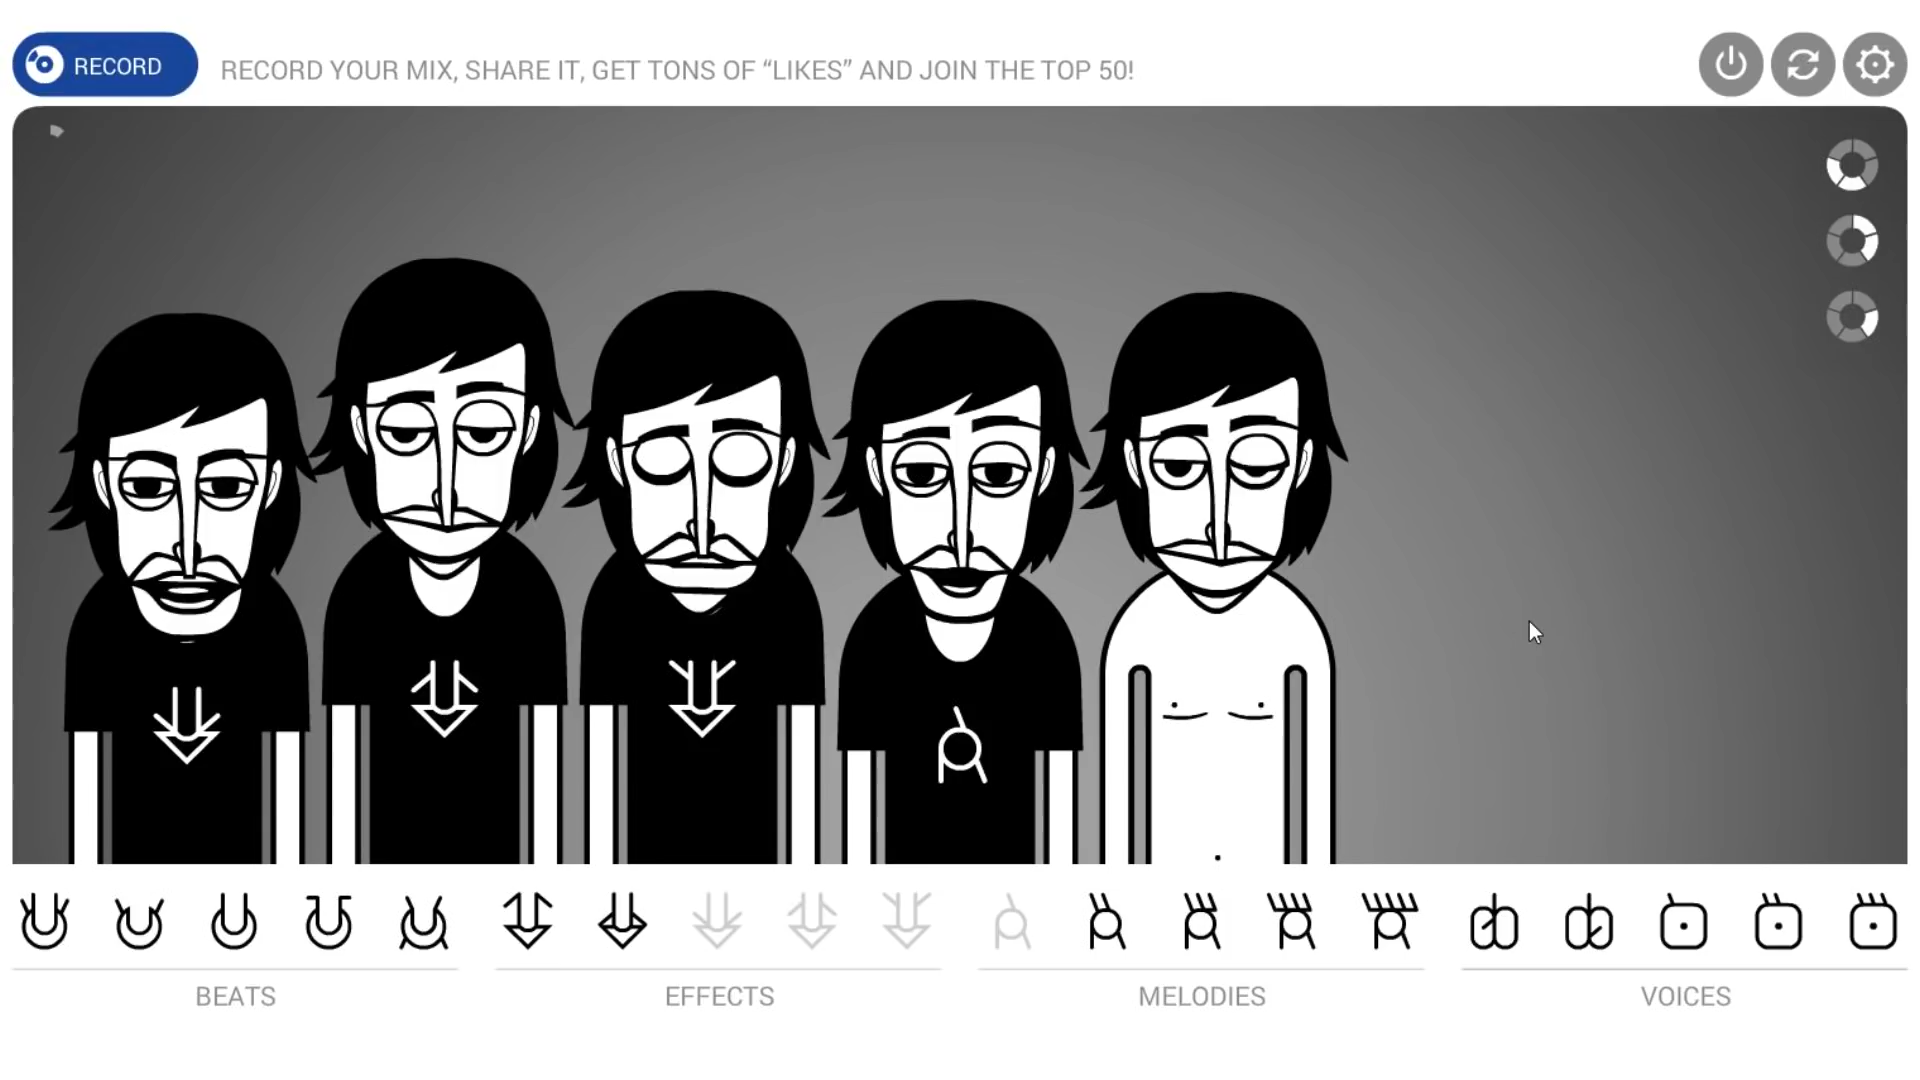 RECORD
RECORD YOUR MIX, SHARE IT, GET TONS OF “LIKES” AND JOIN THE TOP 50!
BEATS
EFFECTS
MELODIES
VOICES